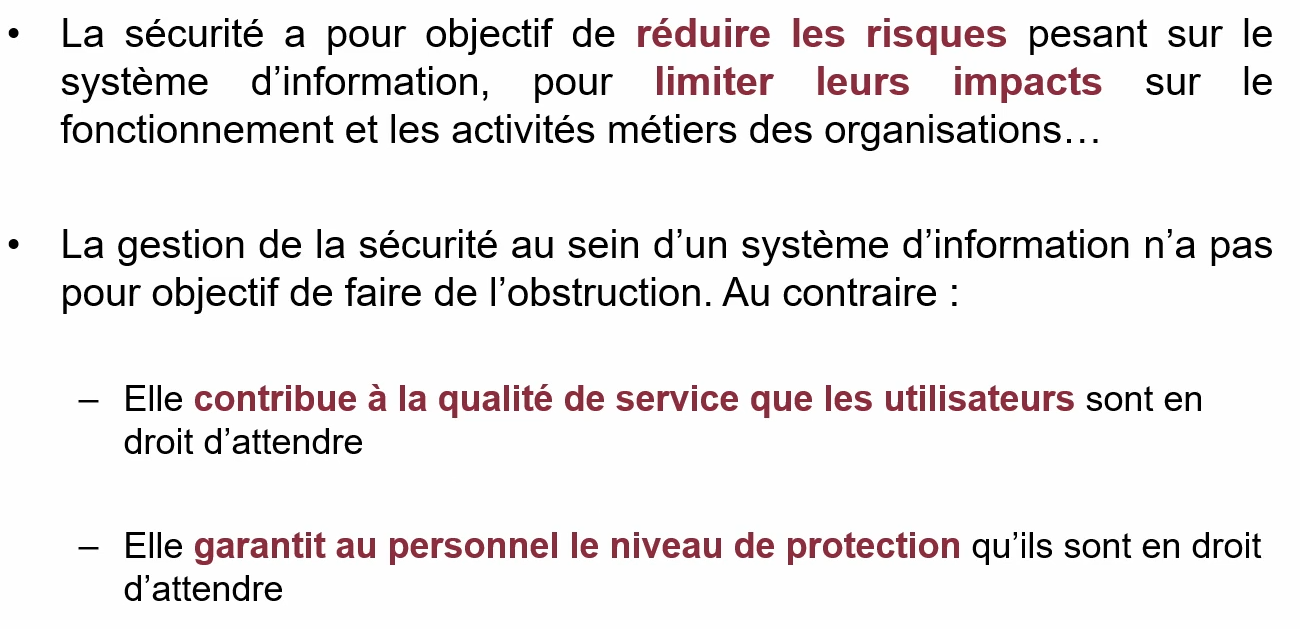 • La sécurité a pour objectif de réduire les risques pesant sur le
système d’information, pour limiter leurs impacts sur le
fonctionnement et les activités métiers des organisations…
• La gestion de la sécurité au sein d’un système d’information n’a pas
pour objectif de faire de l’obstruction. Au contraire :
– Elle contribue à la qualité de service que les utilisateurs sont en
droit d’attendre
– Elle garantit au personnel le niveau de protection qu’ils sont en droit
d’attendre